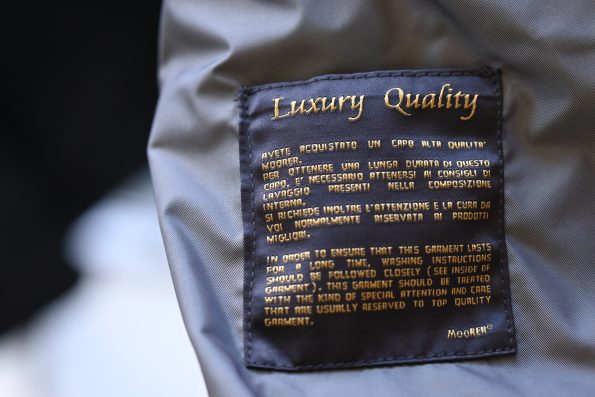 Luxury Quality
AVETE ACQUISTATO UN CAPO ALTA QUALITA'
MOORER.
PER OTTENERE UNA LUNGA DURATA DI QUESTO
CAPO, E' NECESSARIO ATTENERSI AI CONSIGLI DI
LAVAGGIO PRESENTI NELLA COMPOSIZIONE
INTERNA.
SI RICHIEDE INOLTRE L'ATTENZIONE E LA CURA DA
VOI NORMALMENTE RISERVATA AI PRODOTTI
MIGLIORI.
IN ORDER TO ENSURE THAT THIS GARMENT LASTS
FOR A LONG TIME, WASHING INSTRUCTIONS
SHOULD BE FOLLOWED CLOSELY (SEE INSIDE OF
GARMENT). THIS GARMENT SHOULD BE TREATED
WITH THE KIND OF SPECIAL ATTENTION AND CARE
THAT ARE USUALLY RESERVED TO TOP QUALITY
GARMENT.
MOORER®